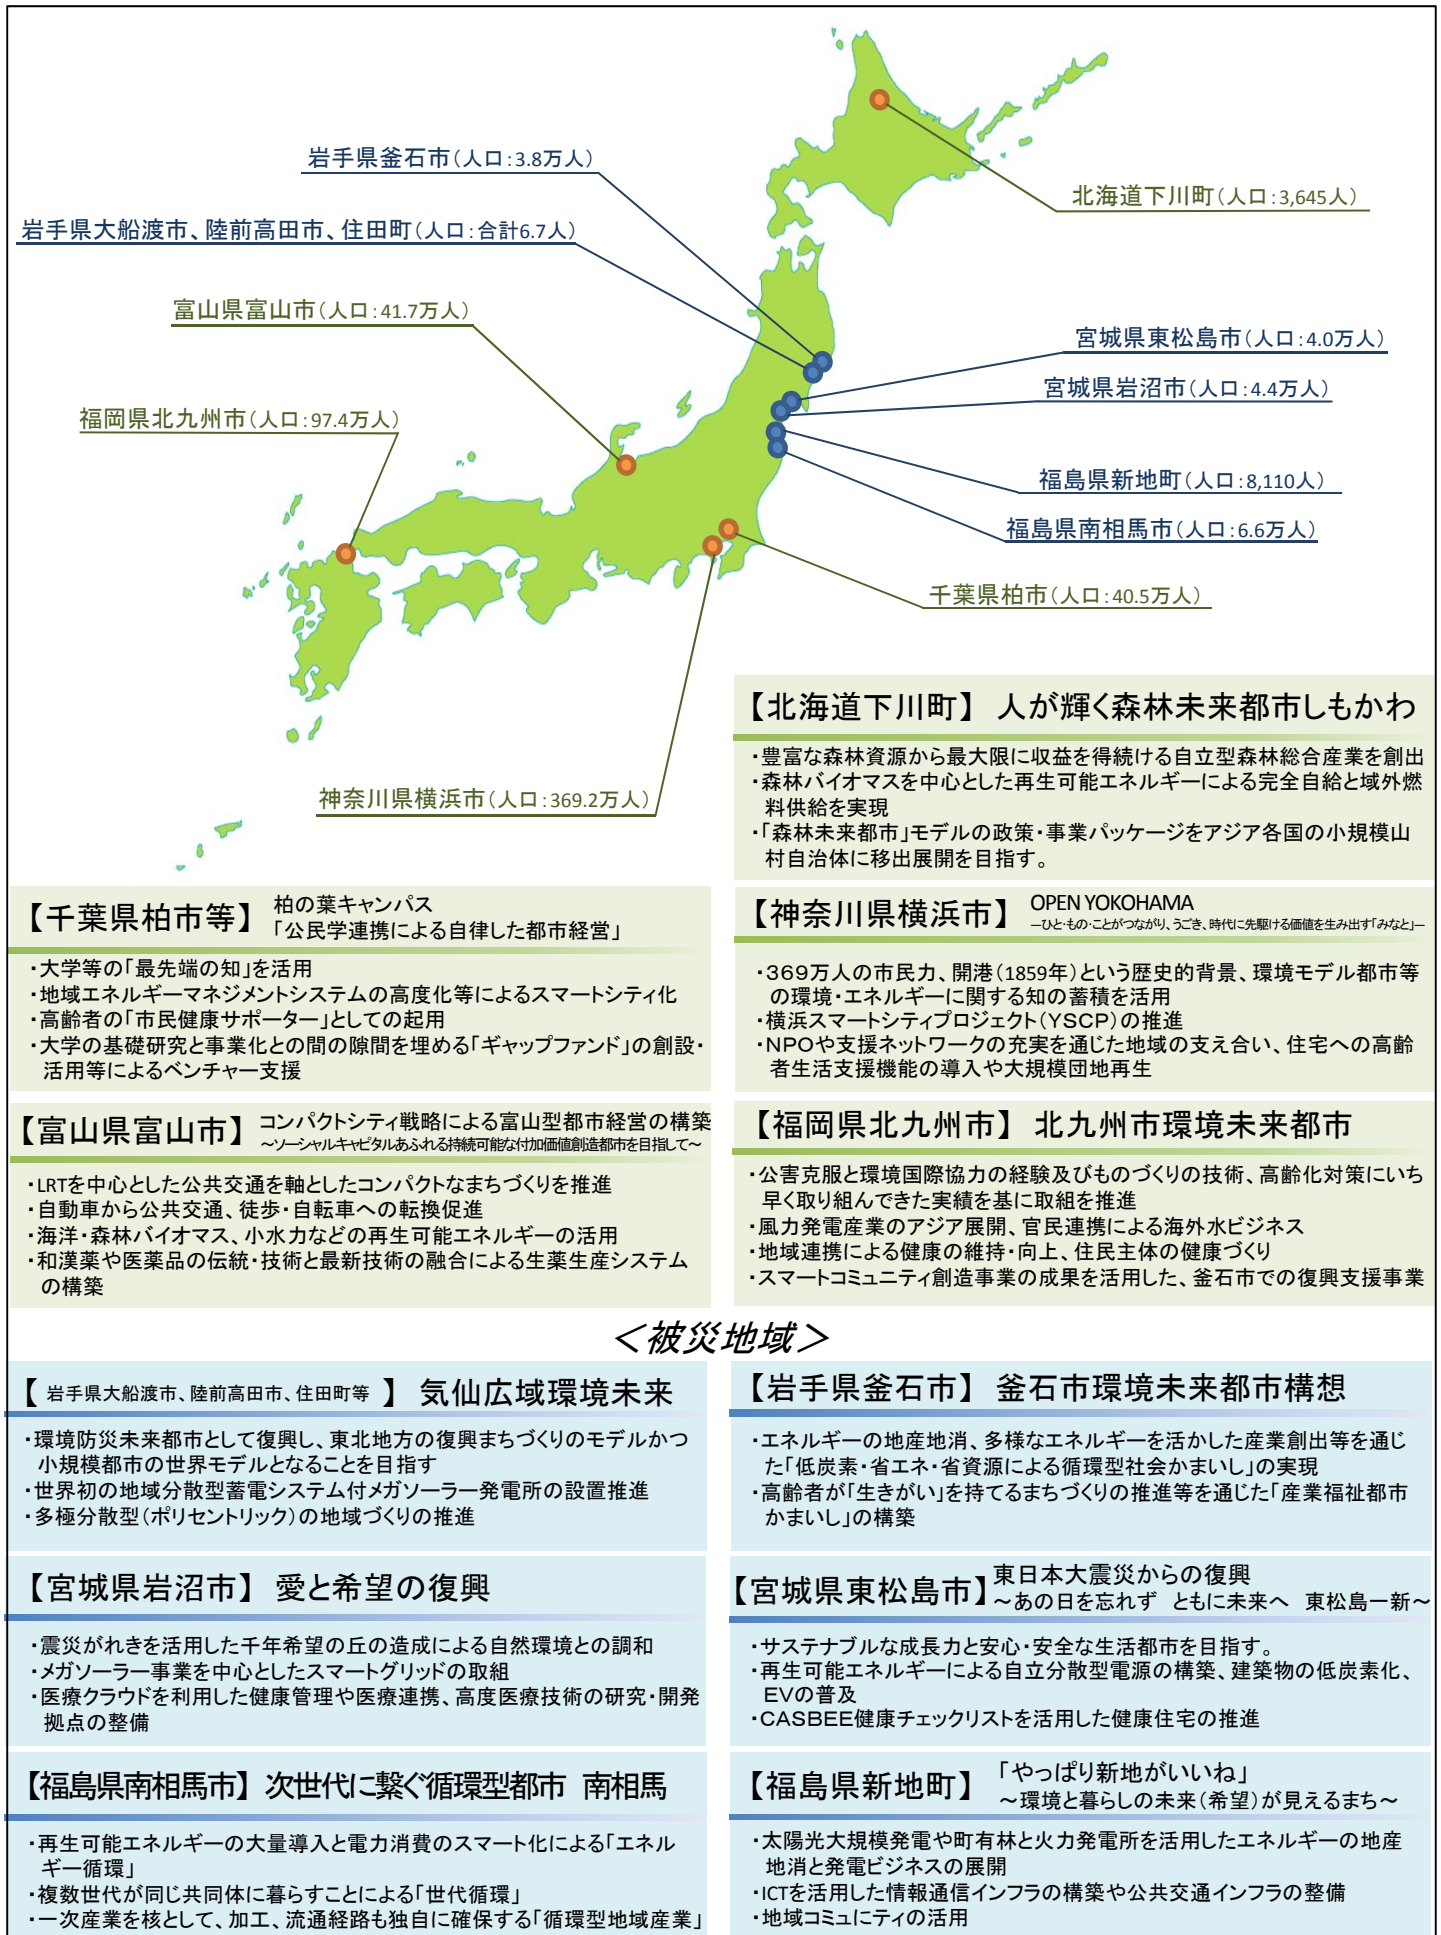 岩手県釜石市（人口：3.8万人）
北海道下川町（人口：3,645人）
岩手県大船渡市、陸前高田市、住田町（人口：合計6.7人）
富山県富山市（人口：41.7万人）
宮城県東松島市（人口：4.0万人）
宮城県岩沼市（人口：4.4万人）
福岡県北九州市（人口：97.4万人）
福島県新地町（人口：8,110人）
福島県南相馬市（人口：6.6万人）
千葉県柏市（人口：40.5万人）
神奈川県横浜市（人口：369.2万人）
【北海道下川町】 人が輝く森林未来都市しもかわ
・豊富な森林資源から最大限に収益を得続ける自立型森林総合産業を創出
・森林バイオマスを中心とした再生可能エネルギーによる完全自給と域外燃
料供給を実現
・「森林未来都市」モデルの政策・事業パッケージをアジア各国の小規模山
村自治体に移出展開を目指す。
【千葉県柏市等】 柏の葉キャンパス
「公民学連携による自律した都市経営」
・大学等の「最先端の知」を活用
・地域エネルギーマネジメントシステムの高度化等によるスマートシティ化
・高齢者の「市民健康サポーター」としての起用
・大学の基礎研究と事業化との間の隙間を埋める「ギャップファンド」の創設・
活用等によるベンチャー支援
【神奈川県横浜市】 OPEN YOKOHAMA
―ひと・もの・ことがつながり、うごき、時代に先駆ける価値を生み出す「みなと」―
・369万人の市民力、開港（1859年）という歴史的背景、環境モデル都市等
の環境・エネルギーに関する知の蓄積を活用
・横浜スマートシティプロジェクト（YSCP）の推進
・NPOや支援ネットワークの充実を通じた地域の支え合い、住宅への高齢
者生活支援機能の導入や大規模団地再生
【富山県富山市】 コンパクトシティ戦略による富山型都市経営の構築
～ソーシャルキャピタルあふれる持続可能な付加価値創造都市を目指して～
・LRTを中心とした公共交通を軸としたコンパクトなまちづくりを推進
・自動車から公共交通、徒歩・自転車への転換促進
・海洋・森林バイオマス、小水力などの再生可能エネルギーの活用
・和漢薬や医薬品の伝統・技術と最新技術の融合による生薬生産システム
の構築
【福岡県北九州市】 北九州市環境未来都市
・公害克服と環境国際協力の経験及びものづくりの技術、高齢化対策にいち
早く取り組んできた実績を基に取組を推進
・風力発電産業のアジア展開、官民連携による海外水ビジネス
・地域連携による健康の維持・向上、住民主体の健康づくり
・スマートコミュニティ創造事業の成果を活用した、釜石市での復興支援事業
＜被災地域＞
【 岩手県大船渡市、陸前高田市、住田町等 】 気仙広域環境未来
・環境防災未来都市として復興し、東北地方の復興まちづくりのモデルかつ
小規模都市の世界モデルとなることを目指す
・世界初の地域分散型蓄電システム付メガソーラー発電所の設置推進
・多極分散型（ポリセントリック）の地域づくりの推進
【岩手県釜石市】 釜石市環境未来都市構想
・エネルギーの地産地消、多様なエネルギーを活かした産業創出等を通じ
た「低炭素・省エネ・省資源による循環型社会かまいし」の実現
・高齢者が「生きがい」を持てるまちづくりの推進等を通じた「産業福祉都市
かまいし」の構築
【宮城県岩沼市】 愛と希望の復興
・震災がれきを活用した千年希望の丘の造成による自然環境との調和
・メガソーラー事業を中心としたスマートグリッドの取組
・医療クラウドを利用した健康管理や医療連携、高度医療技術の研究・開発
拠点の整備
【宮城県東松島市】 東日本大震災からの復興
～あの日を忘れず ともに未来へ 東松島一新～
・サステナブルな成長力と安心・安全な生活都市を目指す。
・再生可能エネルギーによる自立分散型電源の構築、建築物の低炭素化、
EVの普及
・CASBEE健康チェックリストを活用した健康住宅の推進
【福島県南相馬市】 次世代に繋ぐ循環型都市 南相馬
・再生可能エネルギーの大量導入と電力消費のスマート化による「エネル
ギー循環」
・複数世代が同じ共同体に暮らすことによる「世代循環」
・一次産業を核として、加工、流通経路も独自に確保する「循環型地域産業」
【福島県新地町】 「やっぱり新地がいいね」
～環境と暮らしの未来（希望）が見えるまち～
・太陽光大規模発電や町有林と火力発電所を活用したエネルギーの地産
地消と発電ビジネスの展開
・ICTを活用した情報通信インフラの構築や公共交通インフラの整備
・地域コミュにティの活用